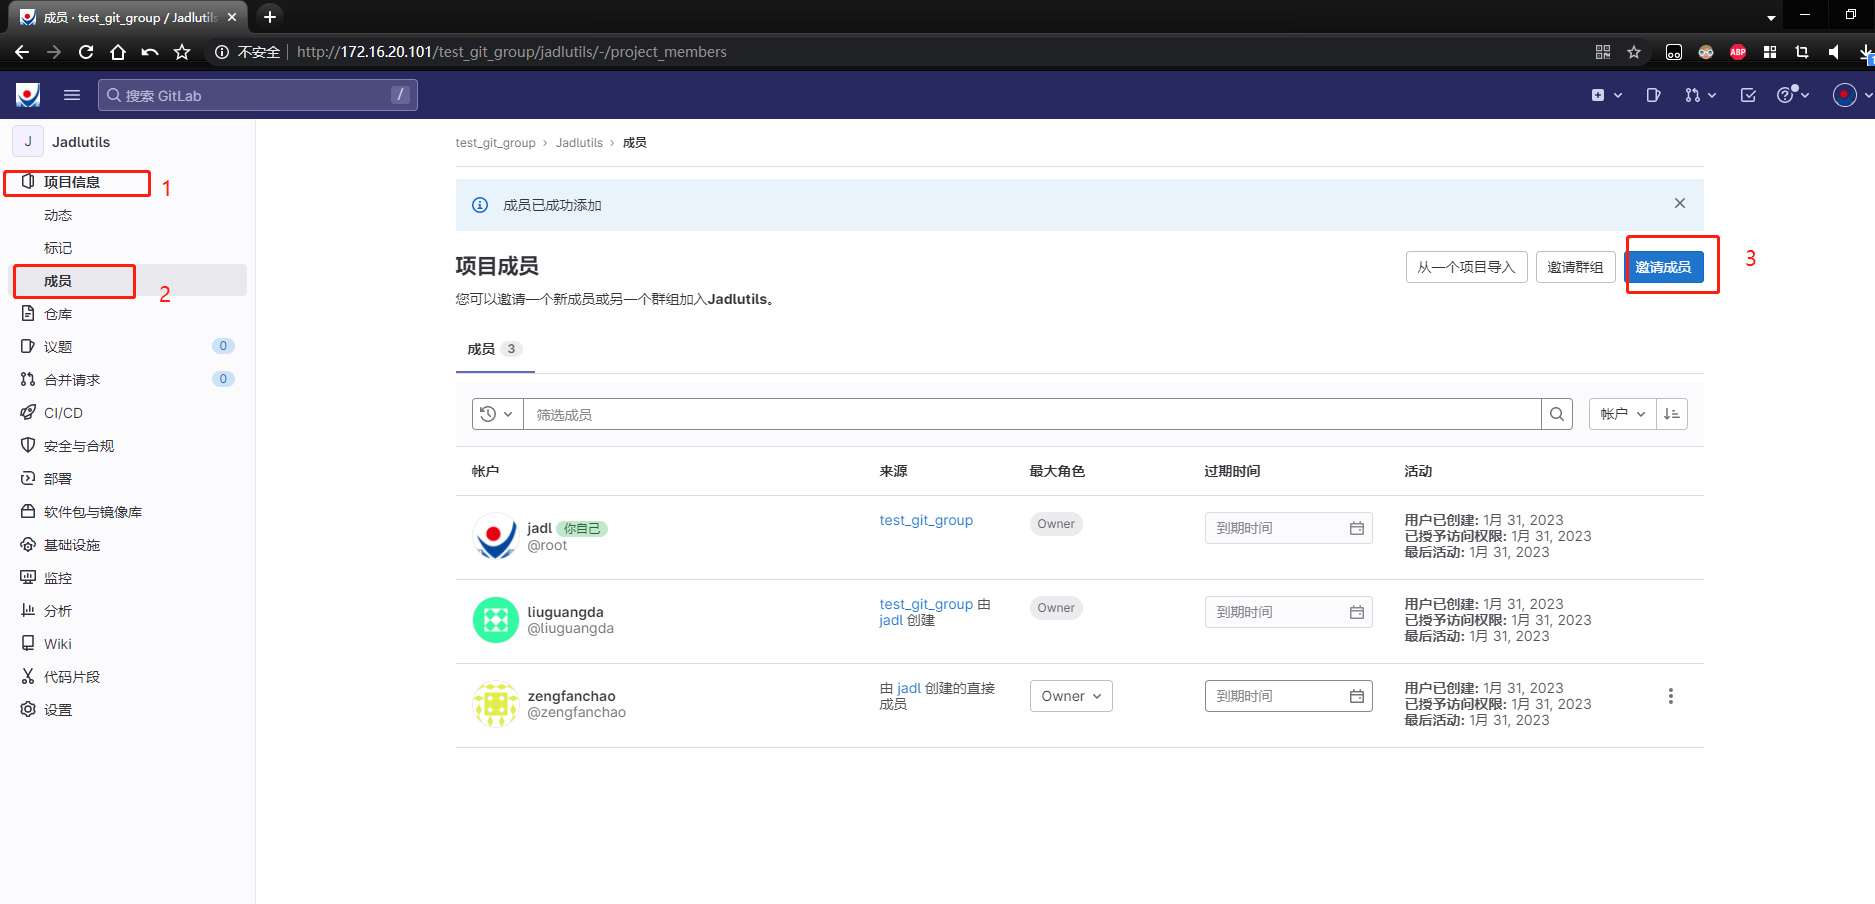 成员 · test_git_group / Jadlutils
不安全 http://172.16.20.101/test_git_group/jadlutils/-/project_members
ABP
搜索 GitLab /
J Jadlutils
项目信息 1
动态
标记
成员 2
仓库
议题 0
合并请求 0
CI/CD
安全与合规
部署
软件包与镜像库
基础设施
监控
分析
Wiki
代码片段
设置
test_git_group › Jadlutils › 成员
成员已成功添加
项目成员
从一个项目导入 邀请群组 邀请成员 3
您可以邀请一个新成员或另一个群组加入Jadlutils。
成员 3
筛选成员 帐户
帐户 来源 最大角色 过期时间 活动
jadl 你自己
@root
test_git_group
Owner
到期时间
用户已创建: 1月 31, 2023
已授予访问权限: 1月 31, 2023
最后活动: 1月 31, 2023
liuguangda
@liuguangda
test_git_group 由
jadl 创建
Owner
到期时间
用户已创建: 1月 31, 2023
已授予访问权限: 1月 31, 2023
最后活动: 1月 31, 2023
zengfanchao
@zengfanchao
由 jadl 创建的直接
成员
Owner
到期时间
用户已创建: 1月 31, 2023
已授予访问权限: 1月 31, 2023
最后活动: 1月 31, 2023